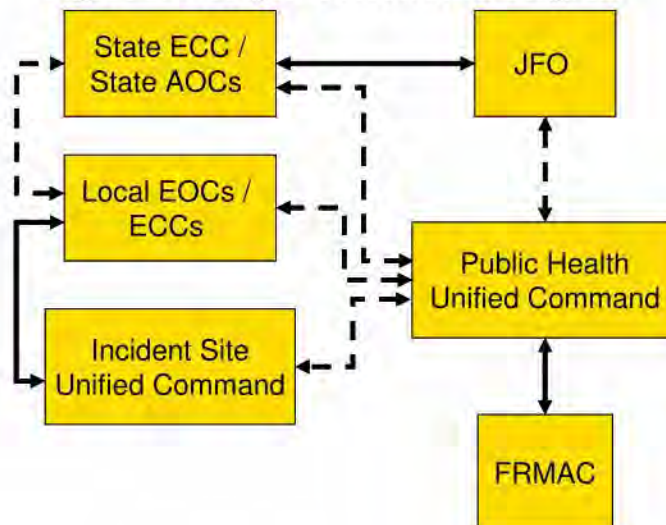 State ECC /
State AOCs
JFO
Local EOCs /
ECCs
Public Health
Unified Command
Incident Site
Unified Command
FRMAC